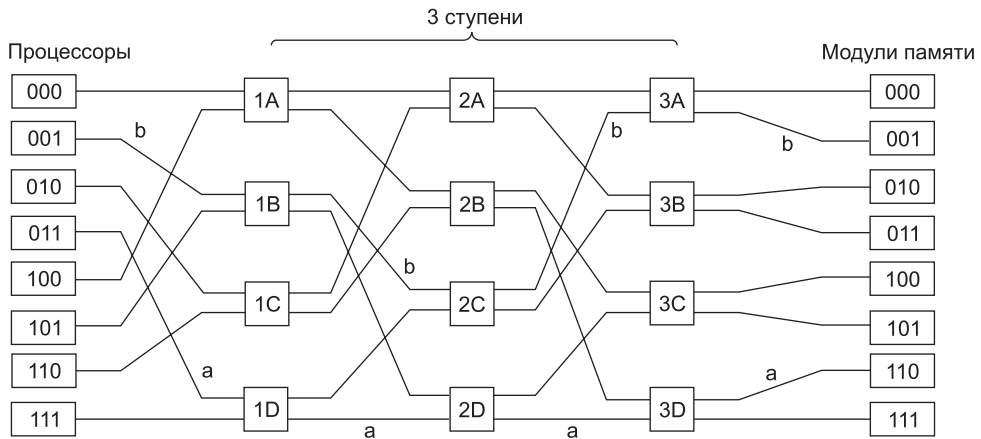 3 ступени
Процессоры
Модули памяти
000
1A
2A
3A
000
001
b
b
b
001
010
1B
2B
3B
010
011
011
100
b
100
1C
2C
3C
101
101
110
a
a
110
1D
2D
3D
111
a
a
111